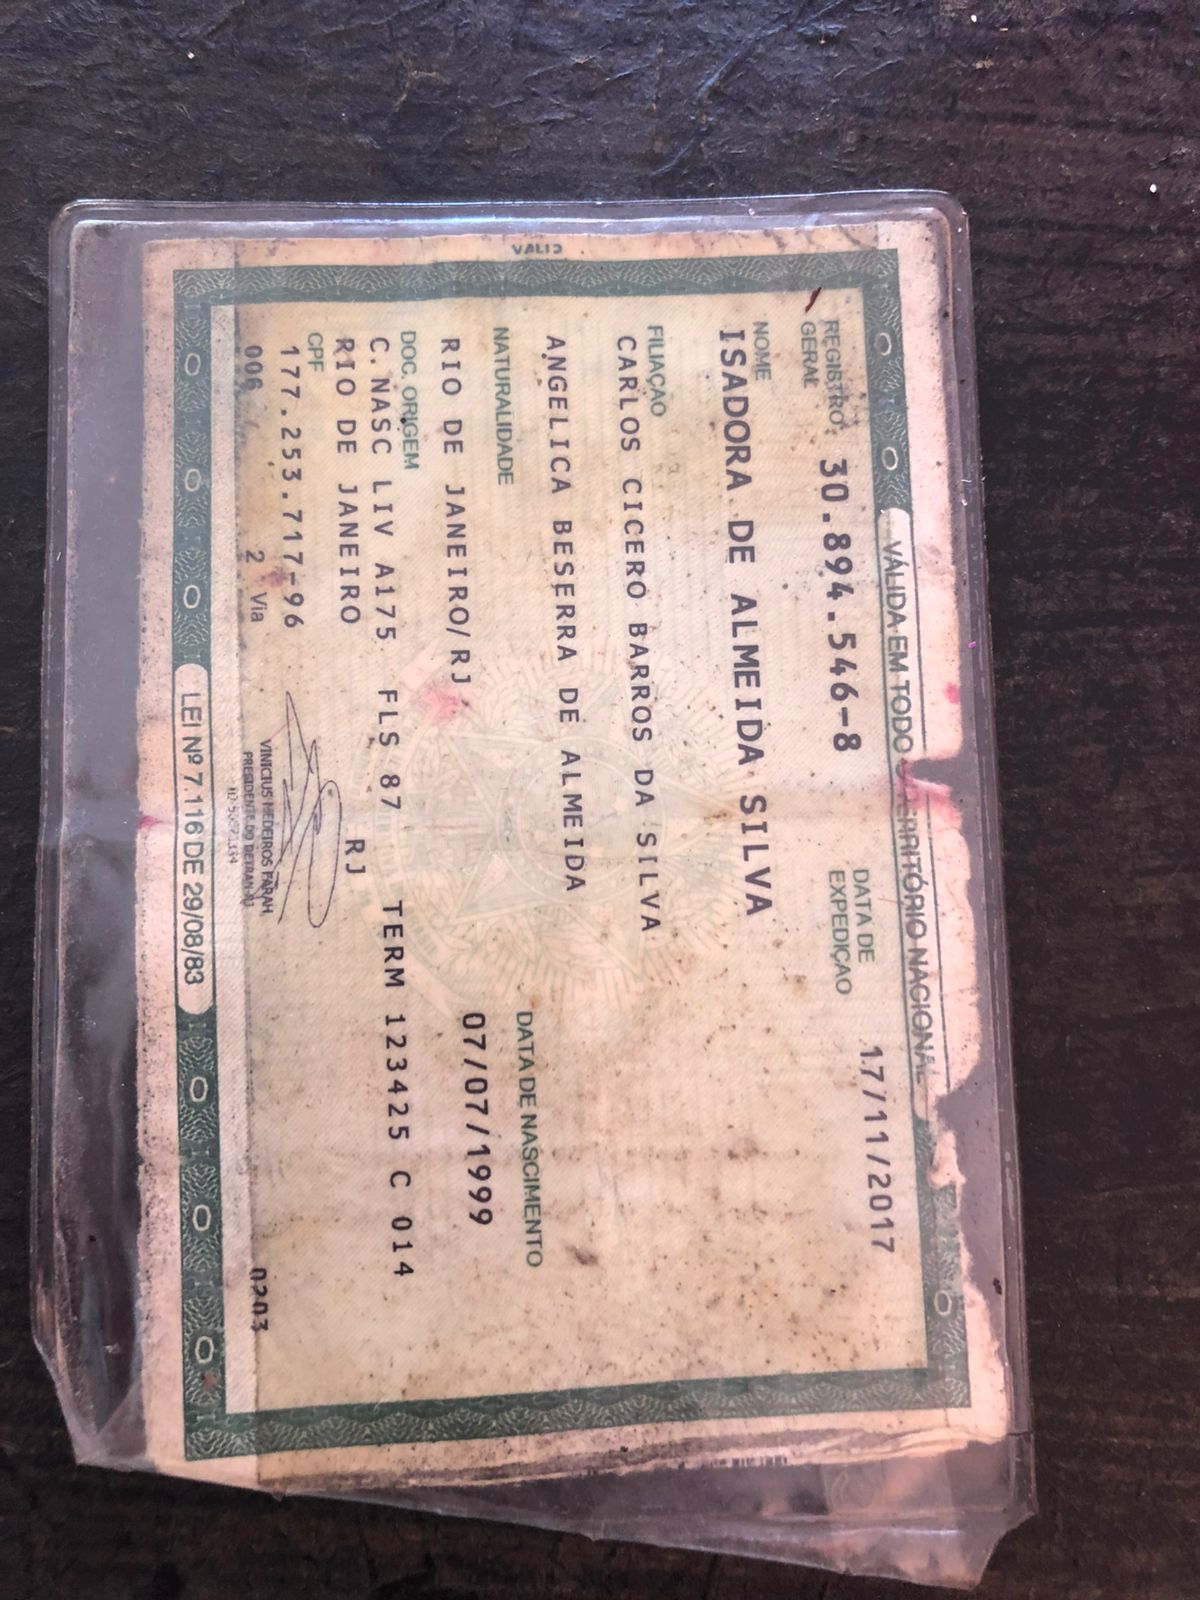 VALID
VÁLIDA EM TODO O TERRITÓRIO NACIONAL
REGISTRO GERAL 30.894.546-8 DATA DE EXPEDIÇÃO 17/11/2017
NOME
ISADORA DE ALMEIDA SILVA
FILIAÇÃO
CARLOS CICERO BARROS DA SILVA
ANGELICA BESERRA DE ALMEIDA
NATURALIDADE DATA DE NASCIMENTO
RIO DE JANEIRO/RJ 07/07/1999
DOC. ORIGEM
C. NASC LIV A175 FLS 87 TERM 123425 C 014
RIO DE JANEIRO RJ
CPF
177.253.717-96
006 2 Via 0203
VINICIUS MEDEIROS FARAH
PRESIDENTE DO DETRAN-RJ
LEI Nº 7.116 DE 29/08/83